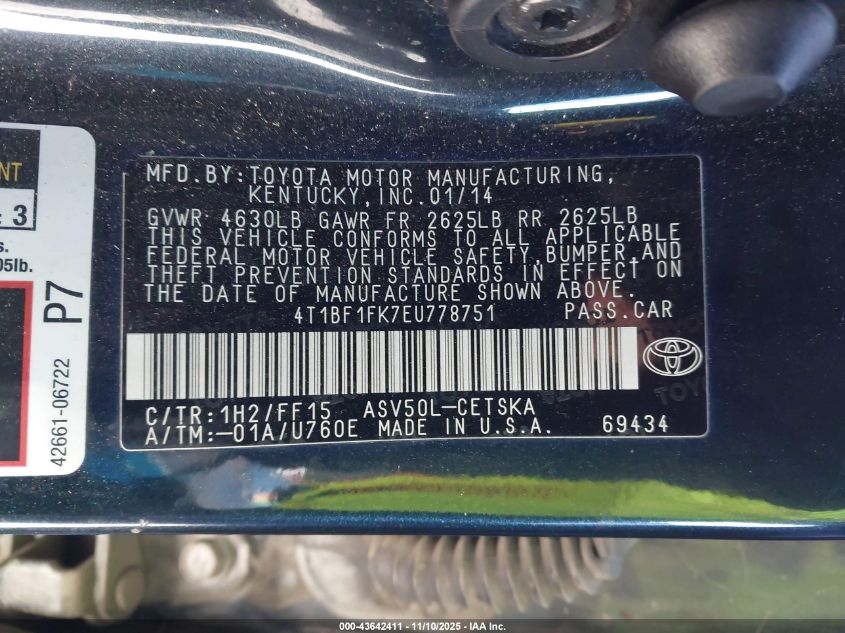 MFD.BY:TOYOTA MOTOR MANUFACTURING,
KENTUCKY,INC.01/14
GVWR 4630LB GAWR FR 2625LB RR 2625LB
THIS VEHICLE CONFORMS TO ALL APPLICABLE
FEDERAL MOTOR VEHICLE SAFETY,BUMPER,AND
THEFT PREVENTION STANDARDS IN EFFECT ON
THE DATE OF MANUFACTURE SHOWN ABOVE.
4T1BF1FK7EU778751 PASS.CAR
C/TR:1H2/FF15 ASV50L-CETSKA
A/TM:-01A/U760E MADE IN U.S.A. 69434
3
P7
42661-06722
000-43642411 - 11/10/2025 - IAA Inc.